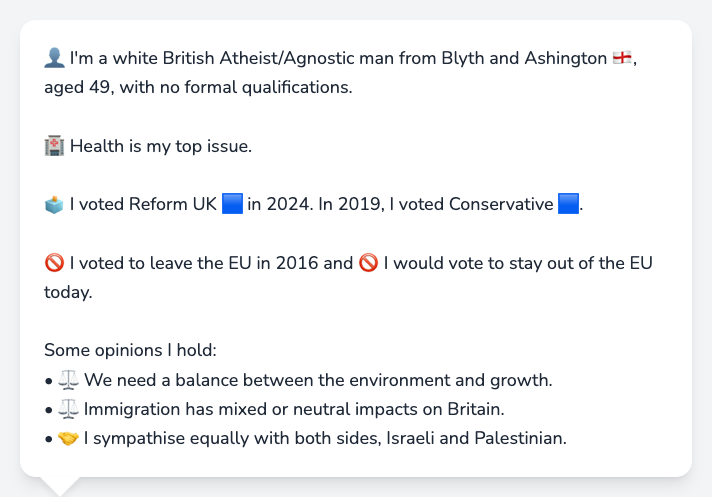 👤 I'm a white British Atheist/Agnostic man from Blyth and Ashington 🏴󠁧󠁢󠁥󠁮󠁧󠁿,
aged 49, with no formal qualifications.
🏥 Health is my top issue.
🗳️ I voted Reform UK 🟦 in 2024. In 2019, I voted Conservative 🟦.
🚫 I voted to leave the EU in 2016 and 🚫 I would vote to stay out of the EU
today.
Some opinions I hold:
• ⚖️ We need a balance between the environment and growth.
• ⚖️ Immigration has mixed or neutral impacts on Britain.
• 🤝 I sympathise equally with both sides, Israeli and Palestinian.